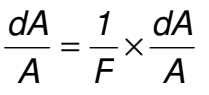 dA/A = 1/F × dA/A